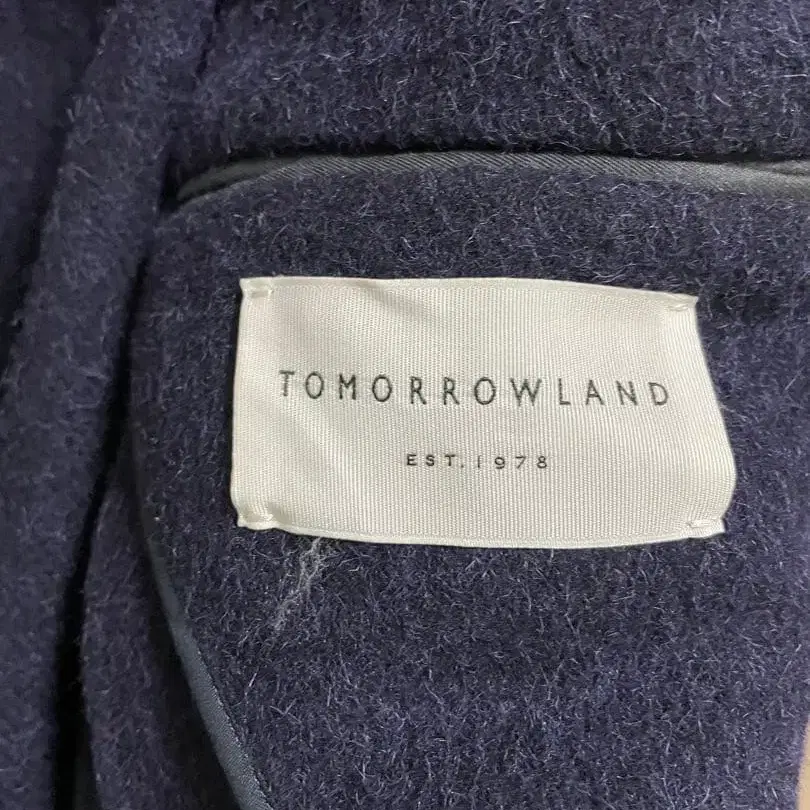 TOMORROWLAND
EST. 1978